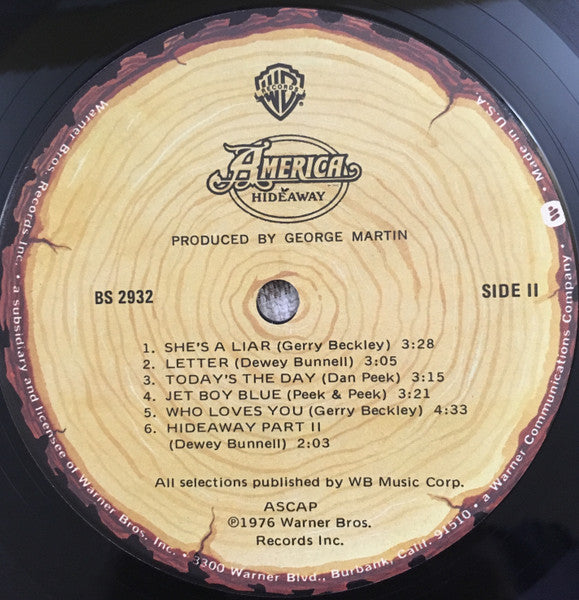 WB
RECORDS
AMERICA
HIDEAWAY
PRODUCED BY GEORGE MARTIN
BS 2932
SIDE II
1. SHE'S A LIAR (Gerry Beckley) 3:28
2. LETTER (Dewey Bunnell) 3:05
3. TODAY'S THE DAY (Dan Peek) 3:15
4. JET BOY BLUE (Peek & Peek) 3:21
5. WHO LOVES YOU (Gerry Beckley) 4:33
6. HIDEAWAY PART II
(Dewey Bunnell) 2:03
All selections published by WB Music Corp.
ASCAP
℗1976 Warner Bros.
Records Inc.
Warner Bros. Records Inc. • a subsidiary and licensee of Warner Bros. Inc. • 3300 Warner Blvd., Burbank, Calif. 91510 • a Warner Communications Company • Made in U.S.A.